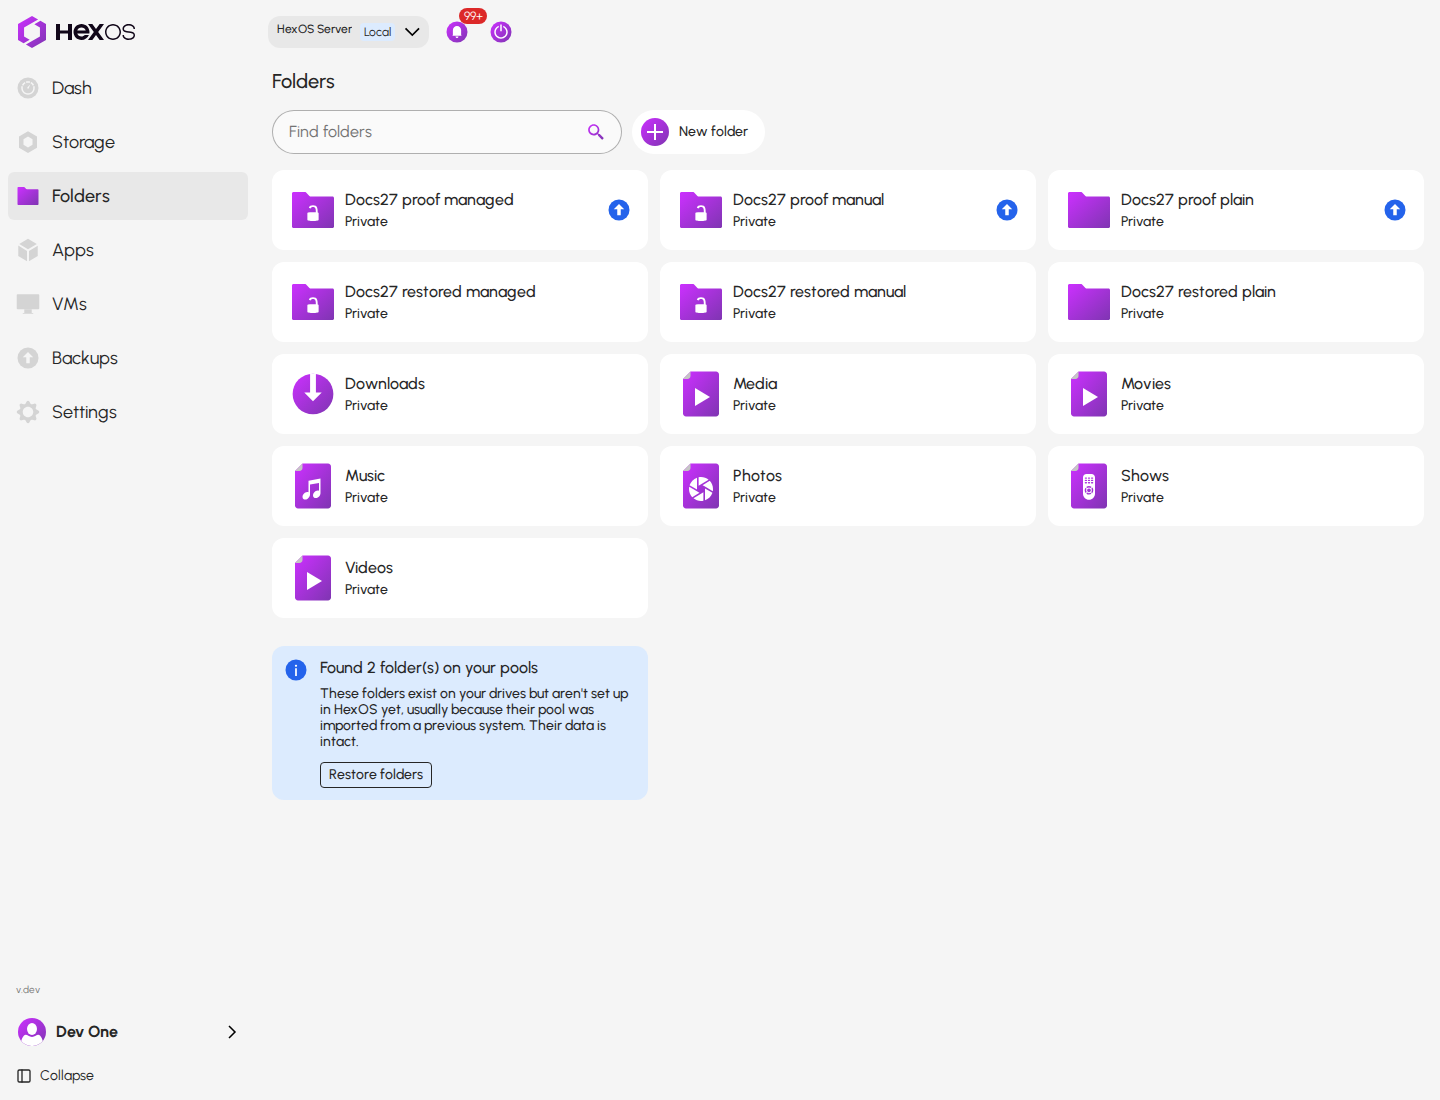 HexOS
HexOS Server
Local
99+
Dash
Storage
Folders
Apps
VMs
Backups
Settings
Folders
Find folders
New folder
Docs27 proof managed
Private
Docs27 proof manual
Private
Docs27 proof plain
Private
Docs27 restored managed
Private
Docs27 restored manual
Private
Docs27 restored plain
Private
Downloads
Private
Media
Private
Movies
Private
Music
Private
Photos
Private
Shows
Private
Videos
Private
Found 2 folder(s) on your pools
These folders exist on your drives but aren't set up
in HexOS yet, usually because their pool was
imported from a previous system. Their data is
intact.
Restore folders
v.dev
Dev One
Collapse